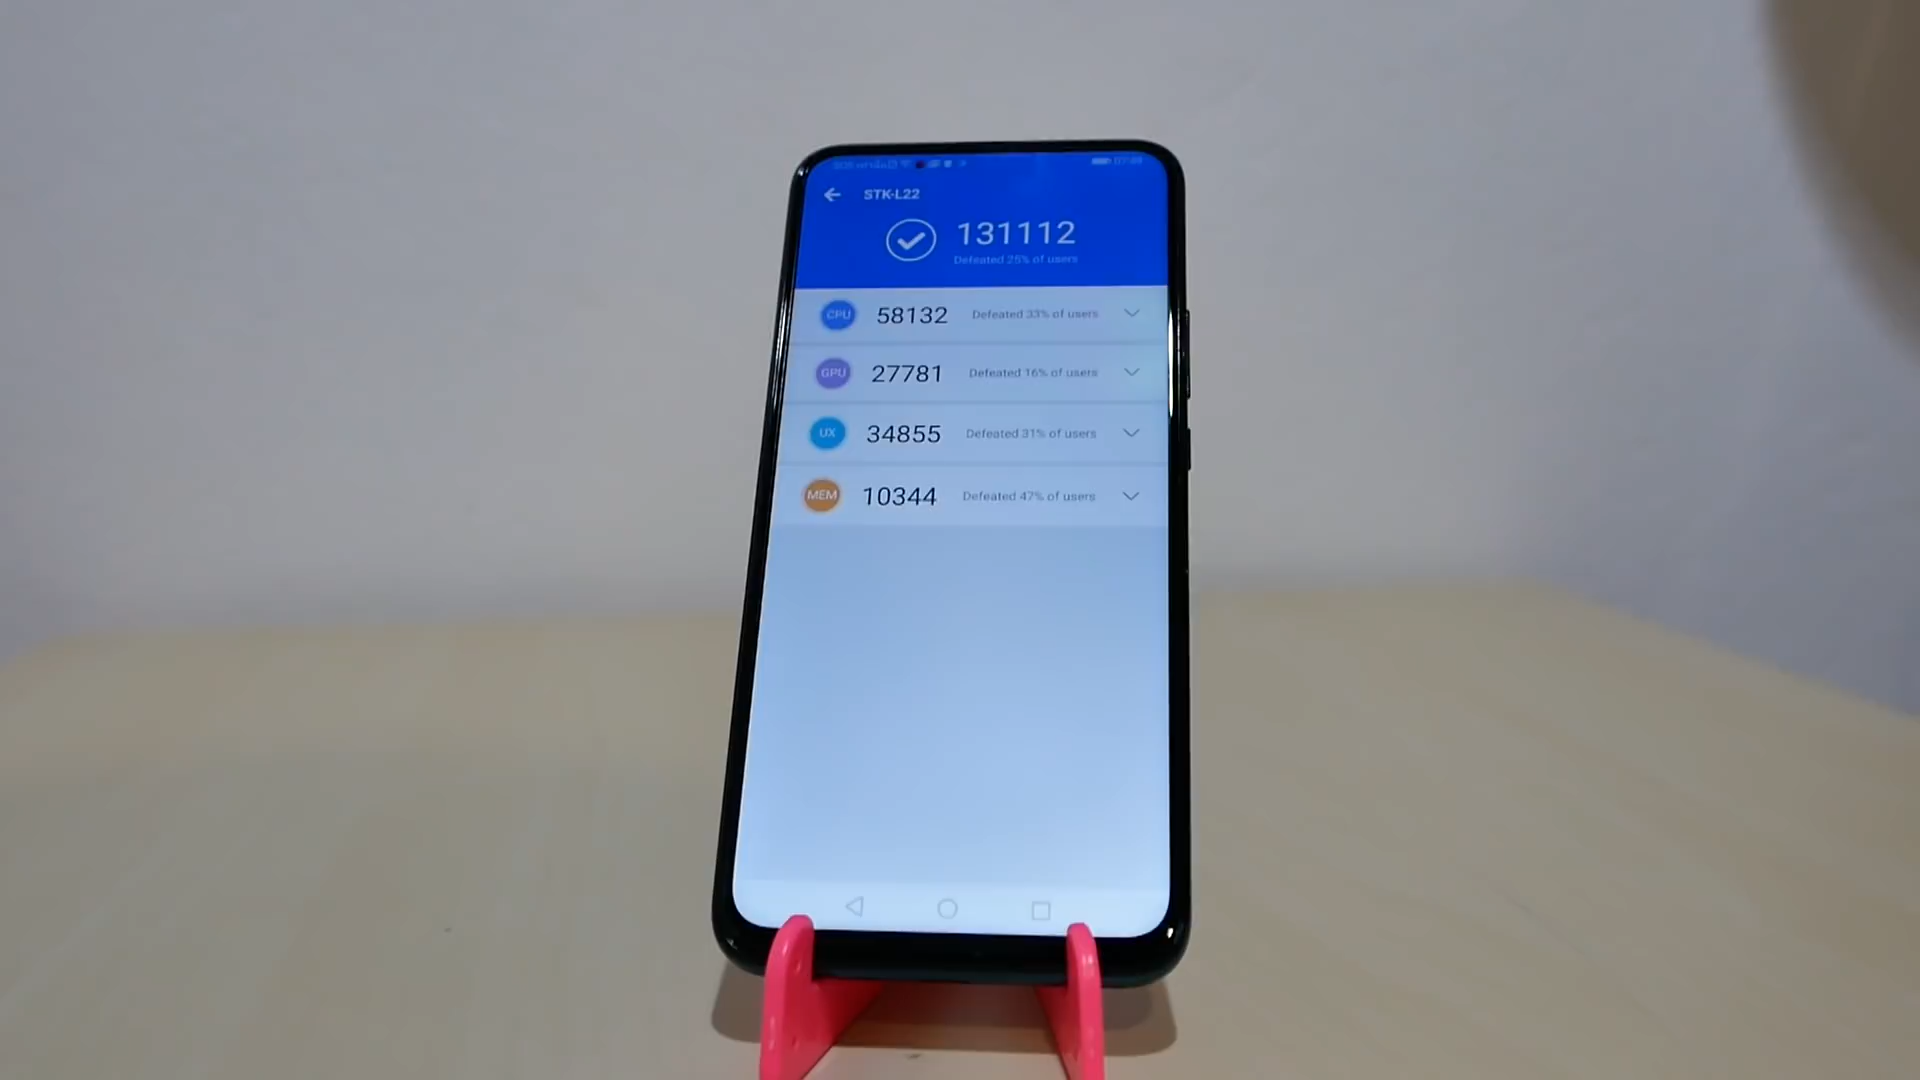 STK-L22
131112
Defeated 25% of users
CPU 58132 Defeated 33% of users
GPU 27781 Defeated 16% of users
UX 34855 Defeated 31% of users
MEM 10344 Defeated 47% of users